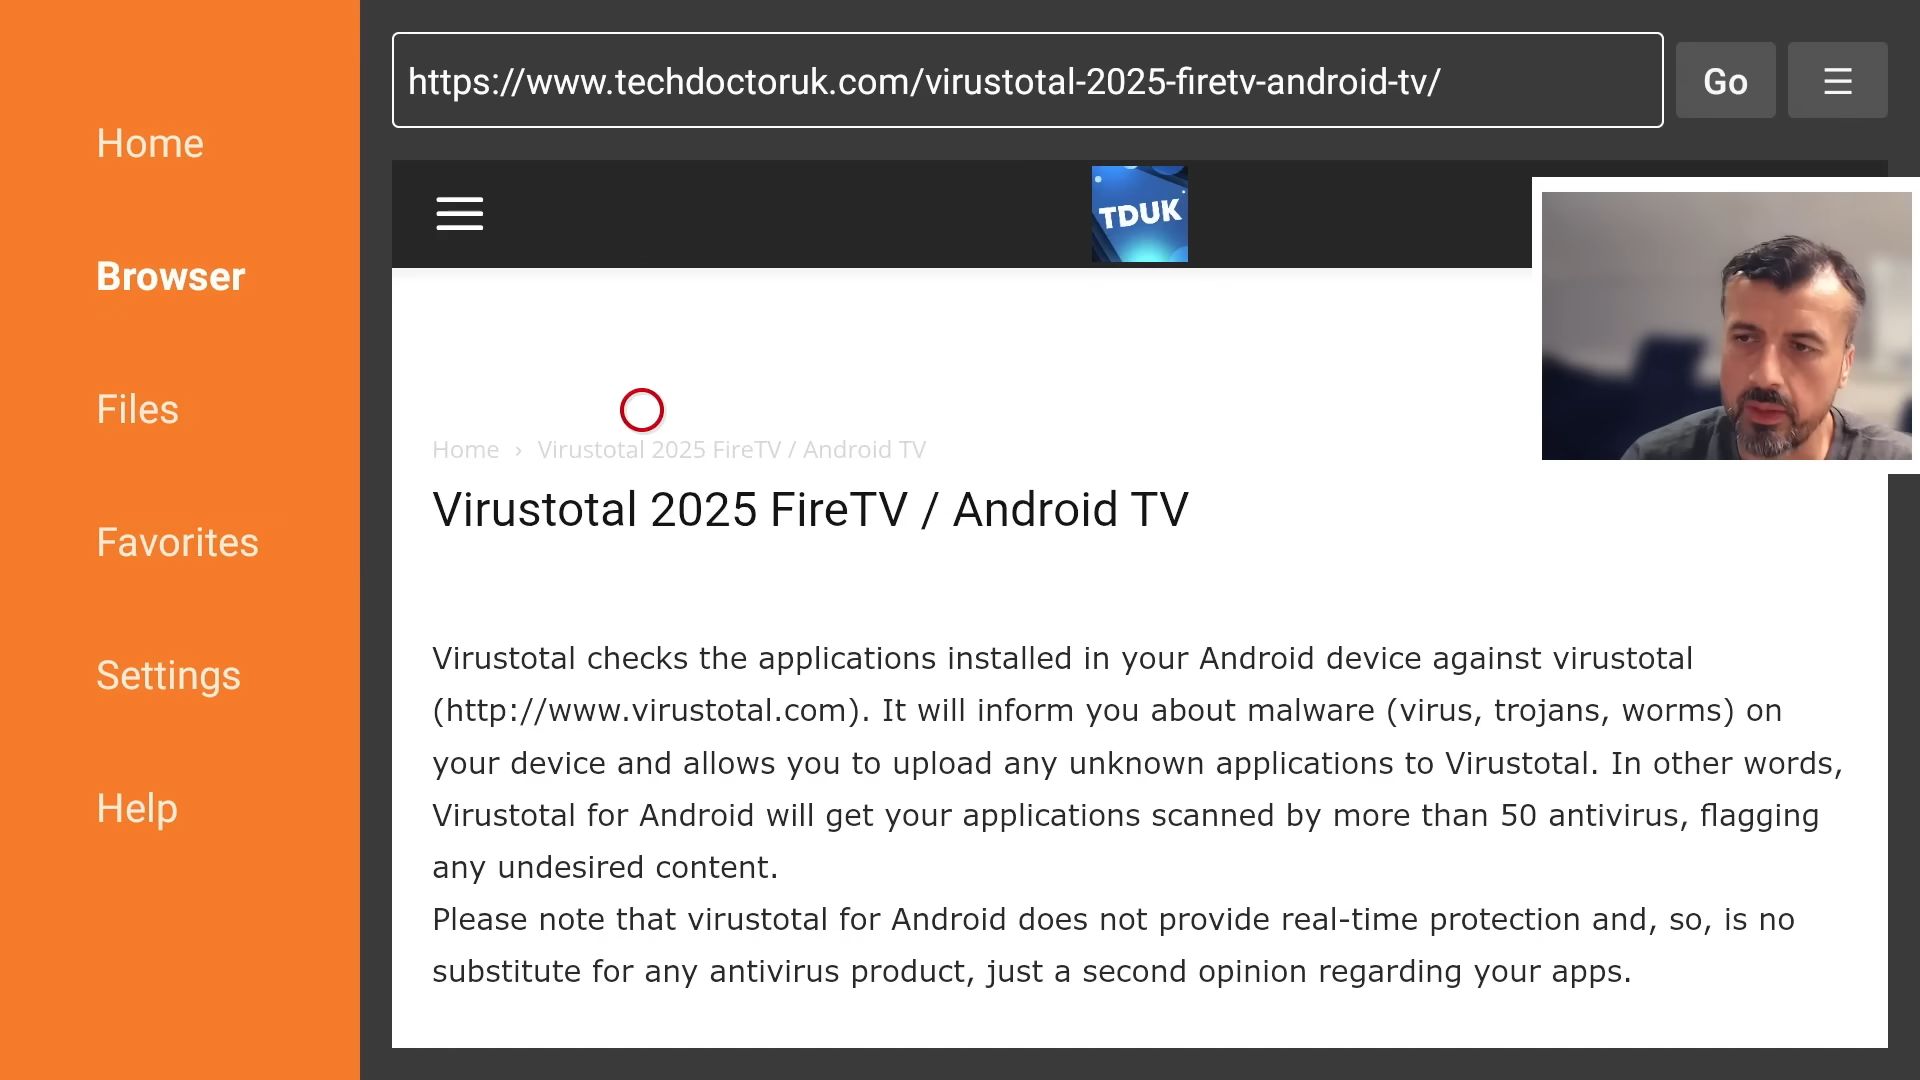 Home
Browser
Files
Favorites
Settings
Help
https://www.techdoctoruk.com/virustotal-2025-firetv-android-tv/
Go
TDUK
Home › Virustotal 2025 FireTV / Android TV
Virustotal 2025 FireTV / Android TV
Virustotal checks the applications installed in your Android device against virustotal
(http://www.virustotal.com). It will inform you about malware (virus, trojans, worms) on
your device and allows you to upload any unknown applications to Virustotal. In other words,
Virustotal for Android will get your applications scanned by more than 50 antivirus, flagging
any undesired content.
Please note that virustotal for Android does not provide real-time protection and, so, is no
substitute for any antivirus product, just a second opinion regarding your apps.